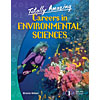 Totally Amazing
Careers in
ENVIRONMENTAL
SCIENCES